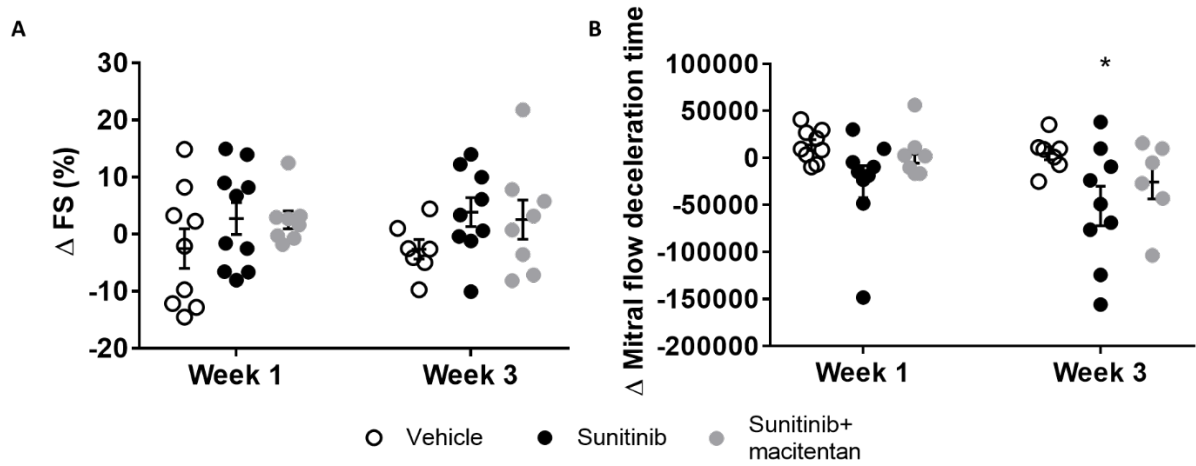 A
Δ FS (%)
30
20
10
0
-10
-20
Week 1
Week 3
B
Δ Mitral flow deceleration time
100000
50000
0
-50000
-100000
-150000
-200000
*
Week 1
Week 3
Vehicle
Sunitinib
Sunitinib+
macitentan